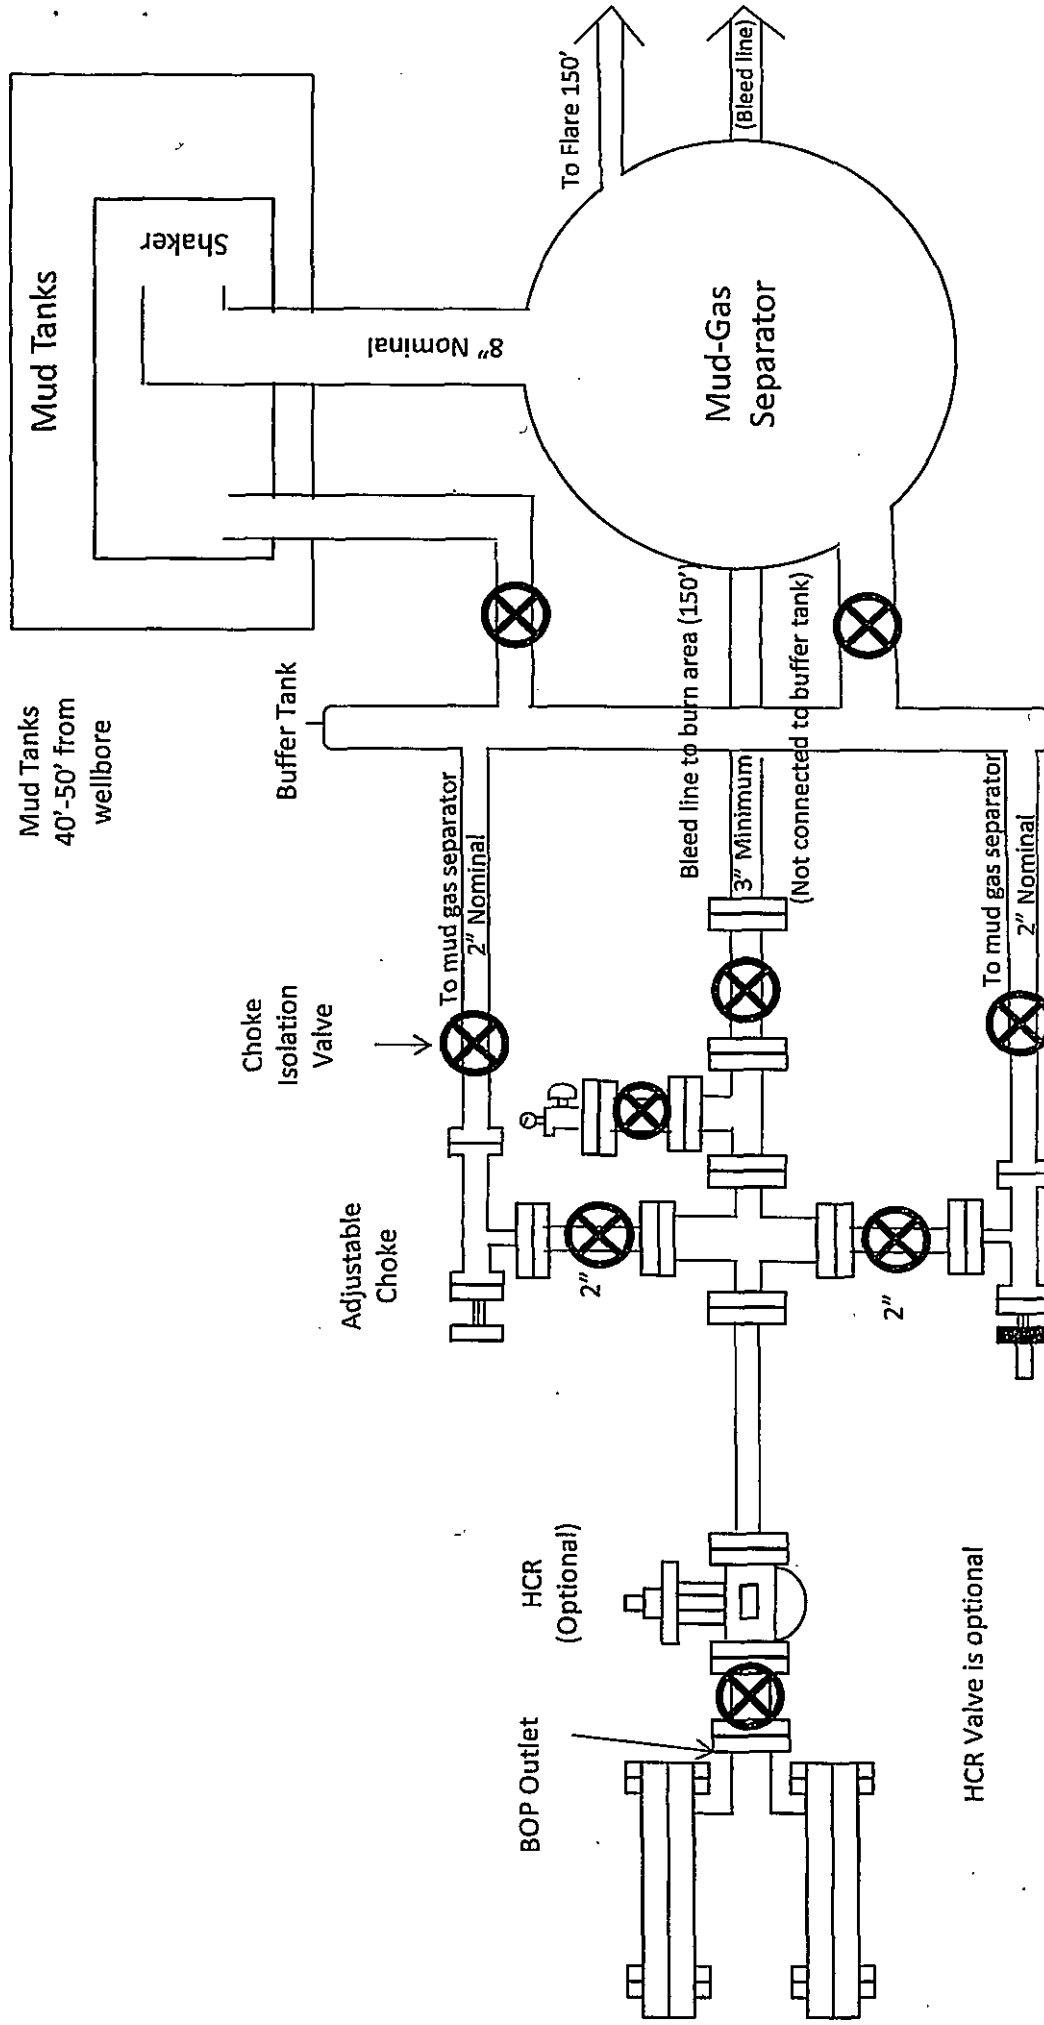 Mud Tanks
Shaker
8" Nominal
To Flare 150'
(Bleed line)
Mud-Gas
Separator
Mud Tanks
40'-50' from
wellbore
Buffer Tank
To mud gas separator
2" Nominal
Bleed line to burn area (150')
3" Minimum
(Not connected to buffer tank)
To mud gas separator
2" Nominal
Choke
Isolation
Valve
Adjustable
Choke
2"
2"
HCR
(Optional)
BOP Outlet
HCR Valve is optional